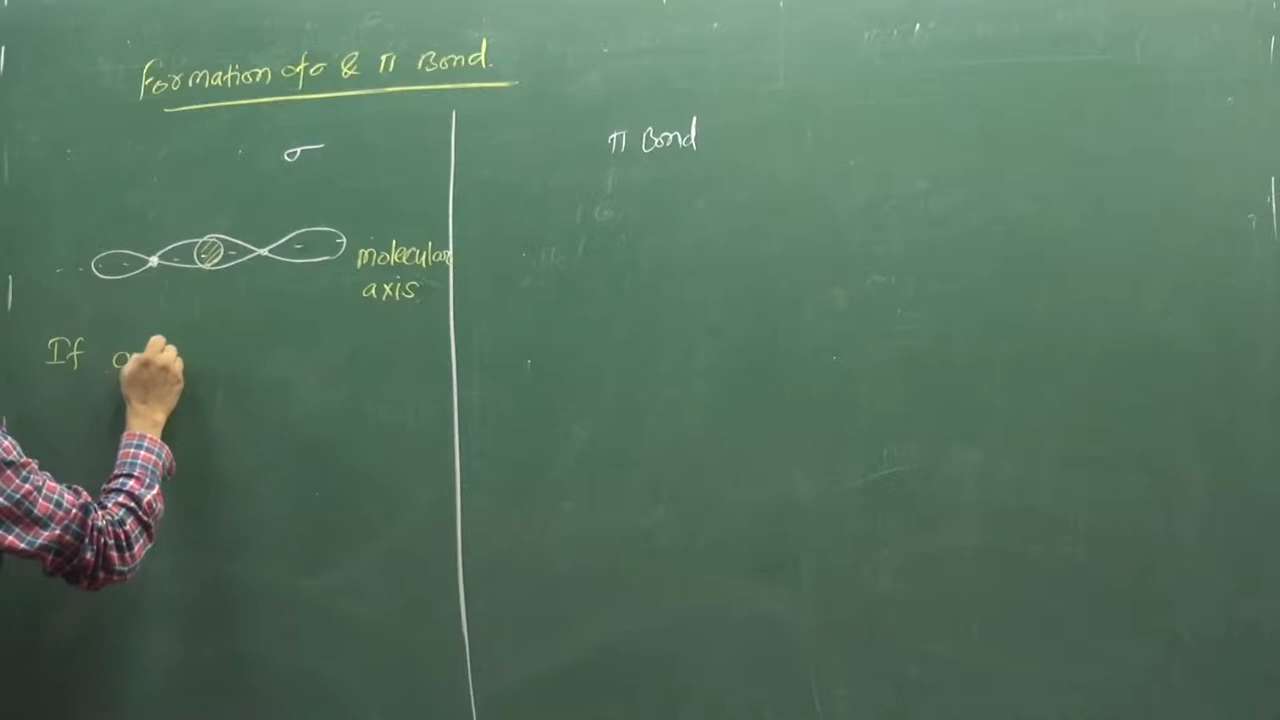 Formation of σ & π Bond.
σ
π Bond
molecular
axis
If